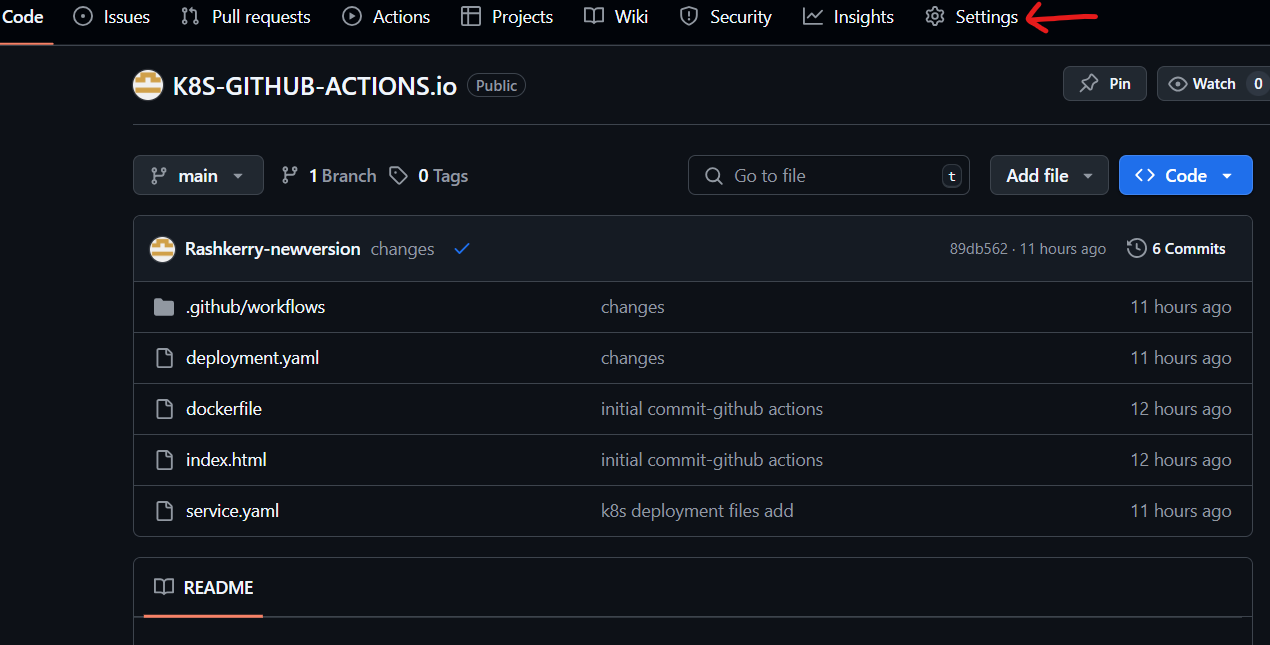 Code Issues Pull requests Actions Projects Wiki Security Insights Settings
K8S-GITHUB-ACTIONS.io Public Pin Watch 0
main 1 Branch 0 Tags Go to file t Add file Code
Rashkerry-newversion changes 89db562 · 11 hours ago 6 Commits
.github/workflows changes 11 hours ago
deployment.yaml changes 11 hours ago
dockerfile initial commit-github actions 12 hours ago
index.html initial commit-github actions 12 hours ago
service.yaml k8s deployment files add 11 hours ago
README